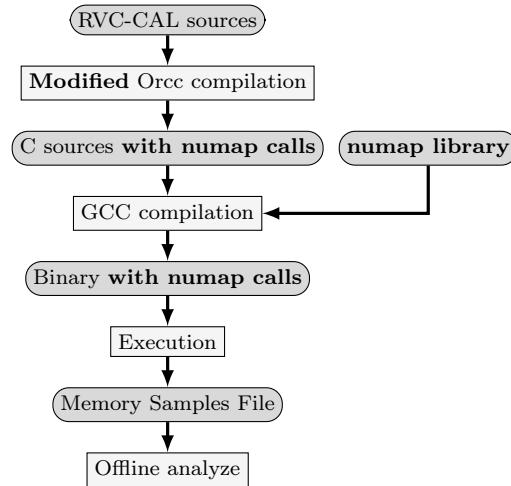 RVC-CAL sources
Modified Orcc compilation
C sources with numap calls
numap library
GCC compilation
Binary with numap calls
Execution
Memory Samples File
Offline analyze